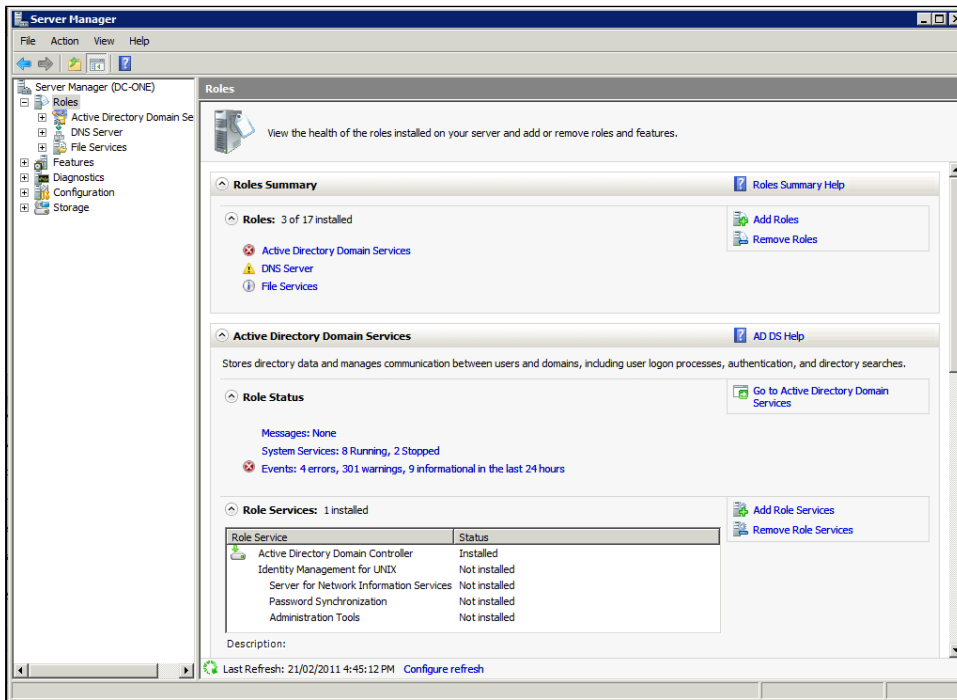 Server Manager
File Action View Help
Server Manager (DC-ONE)
Roles
Active Directory Domain Se
DNS Server
File Services
Features
Diagnostics
Configuration
Storage
Roles
View the health of the roles installed on your server and add or remove roles and features.
Roles Summary
Roles Summary Help
Roles: 3 of 17 installed
Add Roles
Remove Roles
Active Directory Domain Services
DNS Server
File Services
Active Directory Domain Services
AD DS Help
Stores directory data and manages communication between users and domains, including user logon processes, authentication, and directory searches.
Role Status
Go to Active Directory Domain
Services
Messages: None
System Services: 8 Running, 2 Stopped
Events: 4 errors, 301 warnings, 9 informational in the last 24 hours
Role Services: 1 installed
Add Role Services
Remove Role Services
Role Service Status
Active Directory Domain Controller Installed
Identity Management for UNIX Not installed
Server for Network Information Services Not installed
Password Synchronization Not installed
Administration Tools Not installed
Description:
Last Refresh: 21/02/2011 4:45:12 PM Configure refresh